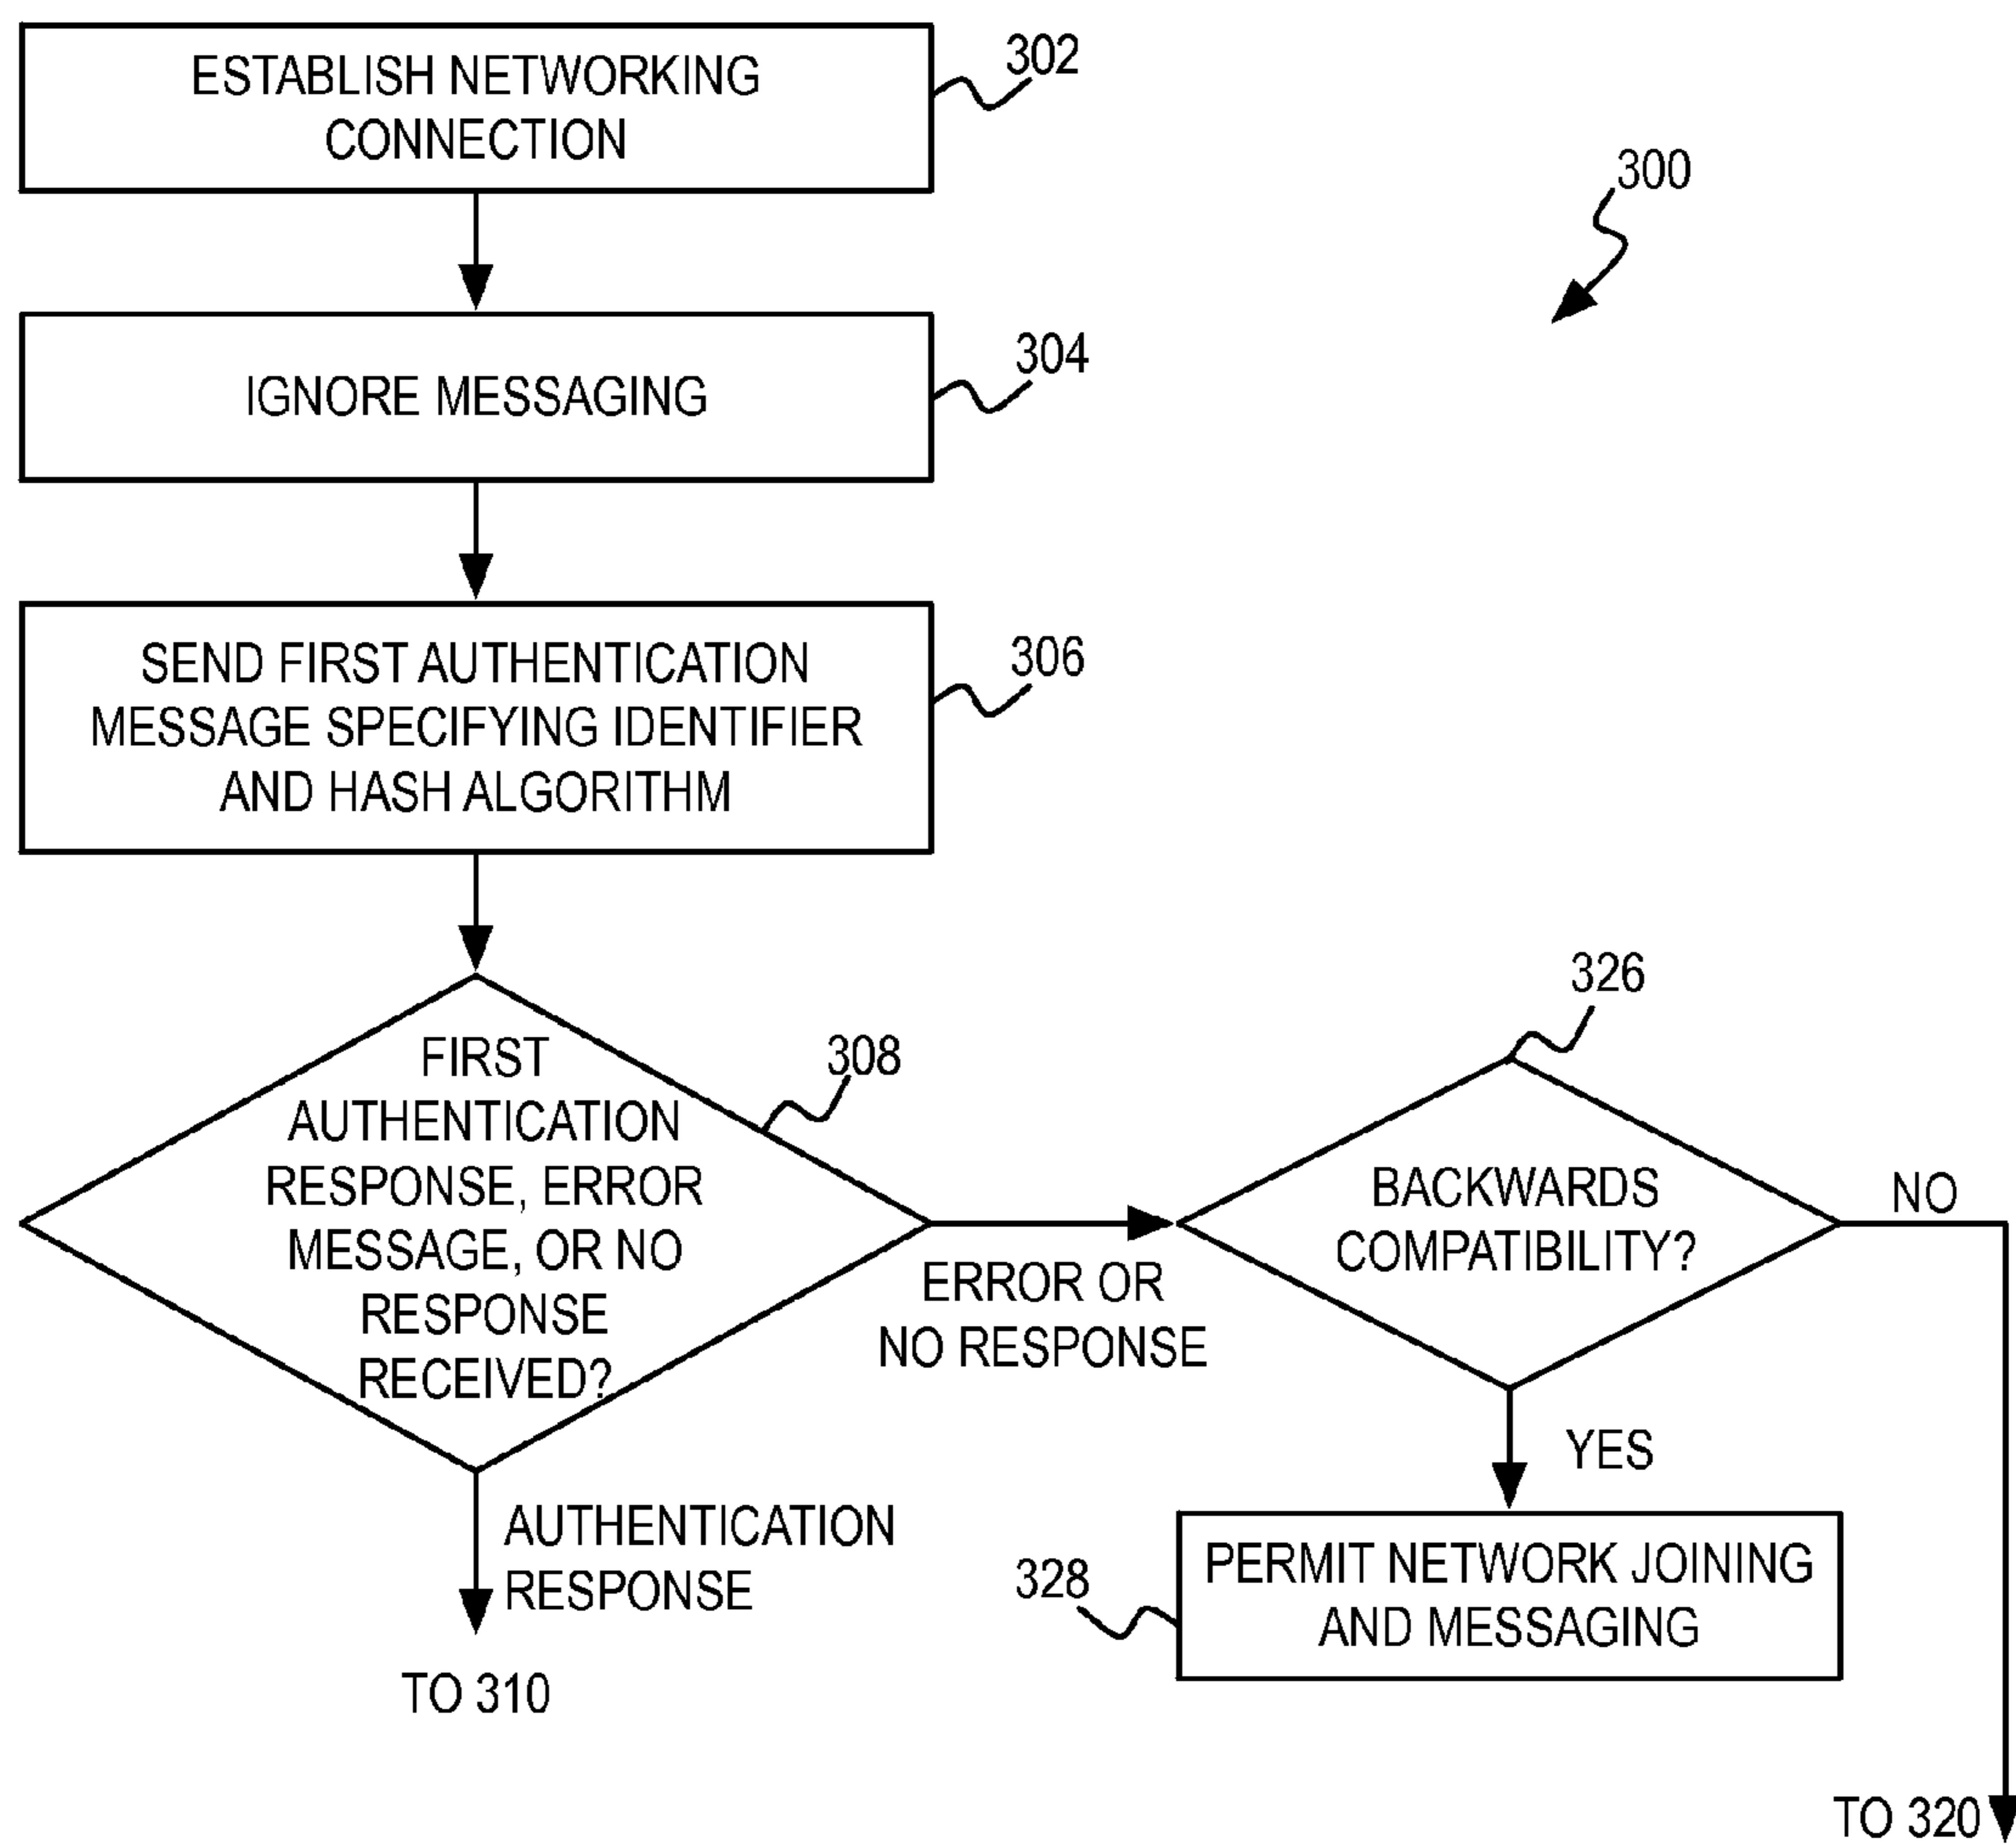 ESTABLISH NETWORKING
CONNECTION
302
300
IGNORE MESSAGING
304
SEND FIRST AUTHENTICATION
MESSAGE SPECIFYING IDENTIFIER
AND HASH ALGORITHM
306
FIRST
AUTHENTICATION
RESPONSE, ERROR
MESSAGE, OR NO
RESPONSE
RECEIVED?
308
ERROR OR
NO RESPONSE
326
BACKWARDS
COMPATIBILITY?
NO
YES
AUTHENTICATION
RESPONSE
TO 310
328
PERMIT NETWORK JOINING
AND MESSAGING
TO 320